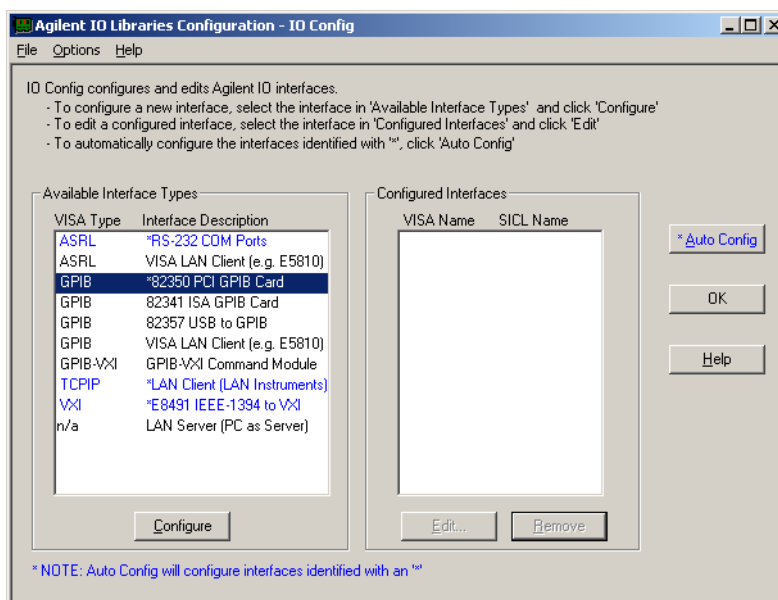 Agilent IO Libraries Configuration - IO Config
File Options Help
IO Config configures and edits Agilent IO interfaces.
- To configure a new interface, select the interface in 'Available Interface Types' and click 'Configure'
- To edit a configured interface, select the interface in 'Configured Interfaces' and click 'Edit'
- To automatically configure the interfaces identified with '*', click 'Auto Config'
Available Interface Types
VISA Type Interface Description
ASRL *RS-232 COM Ports
ASRL VISA LAN Client (e.g. E5810)
GPIB *82350 PCI GPIB Card
GPIB 82341 ISA GPIB Card
GPIB 82357 USB to GPIB
GPIB VISA LAN Client (e.g. E5810)
GPIB-VXI GPIB-VXI Command Module
TCPIP *LAN Client (LAN Instruments)
VXI *E8491 IEEE-1394 to VXI
n/a LAN Server (PC as Server)
Configure
Configured Interfaces
VISA Name SICL Name
Edit... Remove
* Auto Config
OK
Help
* NOTE: Auto Config will configure interfaces identified with an '*'